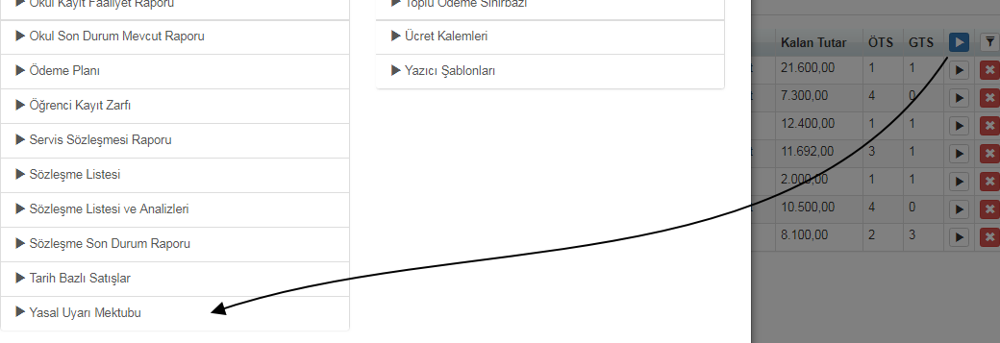 Okul Kayıt Faaliyet Raporu
Okul Son Durum Mevcut Raporu
Ödeme Planı
Öğrenci Kayıt Zarfı
Servis Sözleşmesi Raporu
Sözleşme Listesi
Sözleşme Listesi ve Analizleri
Sözleşme Son Durum Raporu
Tarih Bazlı Satışlar
Yasal Uyarı Mektubu
Toplu Ödeme Sihirbazı
Ücret Kalemleri
Yazıcı Şablonları
Kalan Tutar ÖTS GTS
21.600,00 1 1
7.300,00 4 0
12.400,00 1 1
11.692,00 3 1
2.000,00 1 1
10.500,00 4 0
8.100,00 2 3